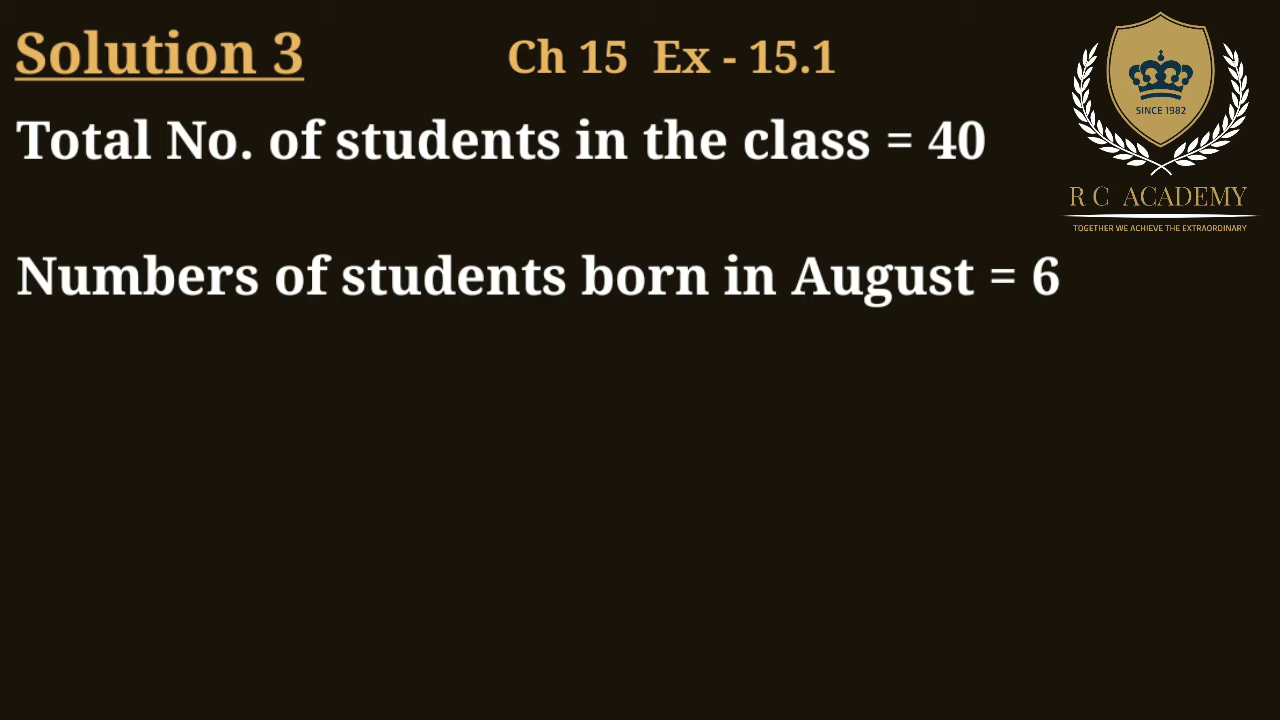 Solution 3
Ch 15 Ex - 15.1
SINCE 1982
Total No. of students in the class = 40
R C ACADEMY
TOGETHER WE ACHIEVE THE EXTRAORDINARY
Numbers of students born in August = 6